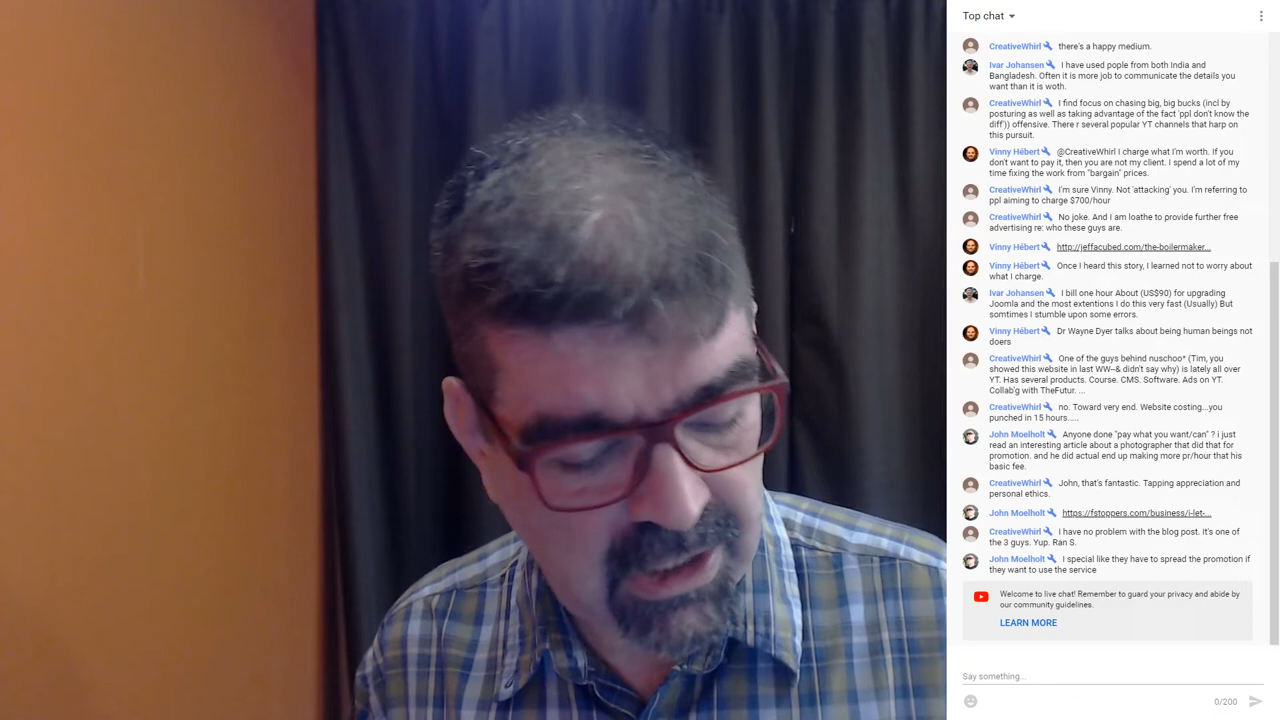 Top chat
CreativeWhirl there's a happy medium.
Ivar Johansen I have used pople from both India and
Bangladesh. Often it is more job to communicate the details you
want than it is woth.
CreativeWhirl I find focus on chasing big, big bucks (incl by
posturing as well as taking advantage of the fact 'ppl don't know the
diff')) offensive. There r several popular YT channels that harp on
this pursuit.
Vinny Hébert @CreativeWhirl I charge what I'm worth. If you
don't want to pay it, then you are not my client. I spend a lot of my
time fixing the work from "bargain" prices.
CreativeWhirl I'm sure Vinny. Not 'attacking' you. I'm referring to
ppl aiming to charge $700/hour
CreativeWhirl No joke. And I am loathe to provide further free
advertising re: who these guys are.
Vinny Hébert http://jeffacubed.com/the-boilermaker...
Vinny Hébert Once I heard this story, I learned not to worry about
what I charge.
Ivar Johansen I bill one hour About (US$90) for upgrading
Joomla and the most extentions I do this very fast (Usually) But
somtimes I stumble upon some errors.
Vinny Hébert Dr Wayne Dyer talks about being human beings not
doers
CreativeWhirl One of the guys behind nuschoo* (Tim, you
showed this website in last WW--& didn't say why) is lately all over
YT. Has several products. Course. CMS. Software. Ads on YT.
Collab'g with TheFutur. ...
CreativeWhirl no. Toward very end. Website costing...you
punched in 15 hours.....
John Moelholt Anyone done "pay what you want/can" ? i just
read an interesting article about a photographer that did that for
promotion. and he did actual end up making more pr/hour that his
basic fee.
CreativeWhirl John, that's fantastic. Tapping appreciation and
personal ethics.
John Moelholt https://fstoppers.com/business/i-let-...
CreativeWhirl I have no problem with the blog post. It's one of
the 3 guys. Yup. Ran S.
John Moelholt I special like they have to spread the promotion if
they want to use the service
Welcome to live chat! Remember to guard your privacy and abide by
our community guidelines.
LEARN MORE
Say something...
0/200